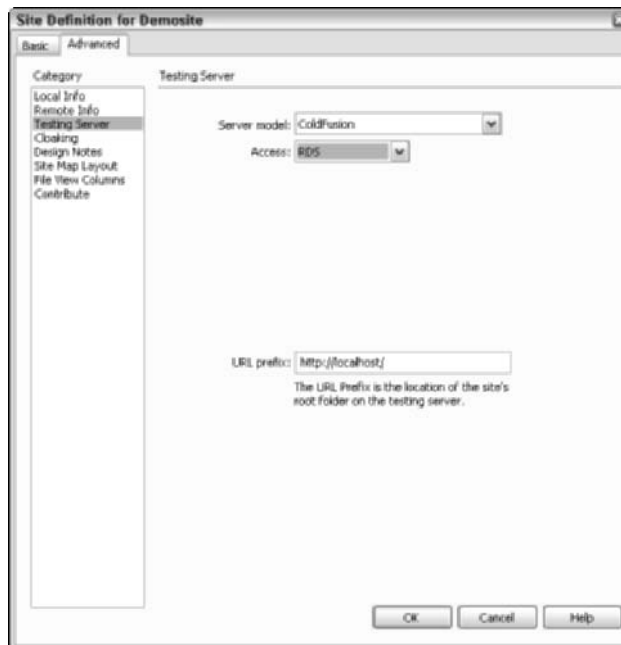 Site Definition for Demosite
Basic
Advanced
Category
Local Info
Remote Info
Testing Server
Cloaking
Design Notes
Site Map Layout
File View Columns
Contribute
Testing Server
Server model: ColdFusion
Access: RDS
URL prefix: http://localhost/
The URL Prefix is the location of the site's
root folder on the testing server.
OK
Cancel
Help